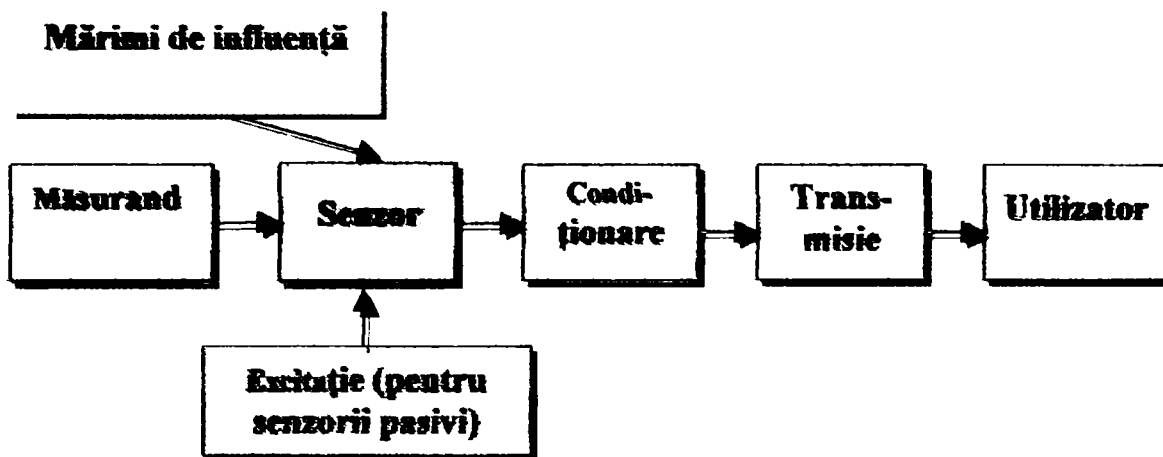 Mărimi de influență
Măsurand
Senzor
Condi-
ționare
Trans-
misie
Utilizator
Excitație (pentru
senzorii pasivi)